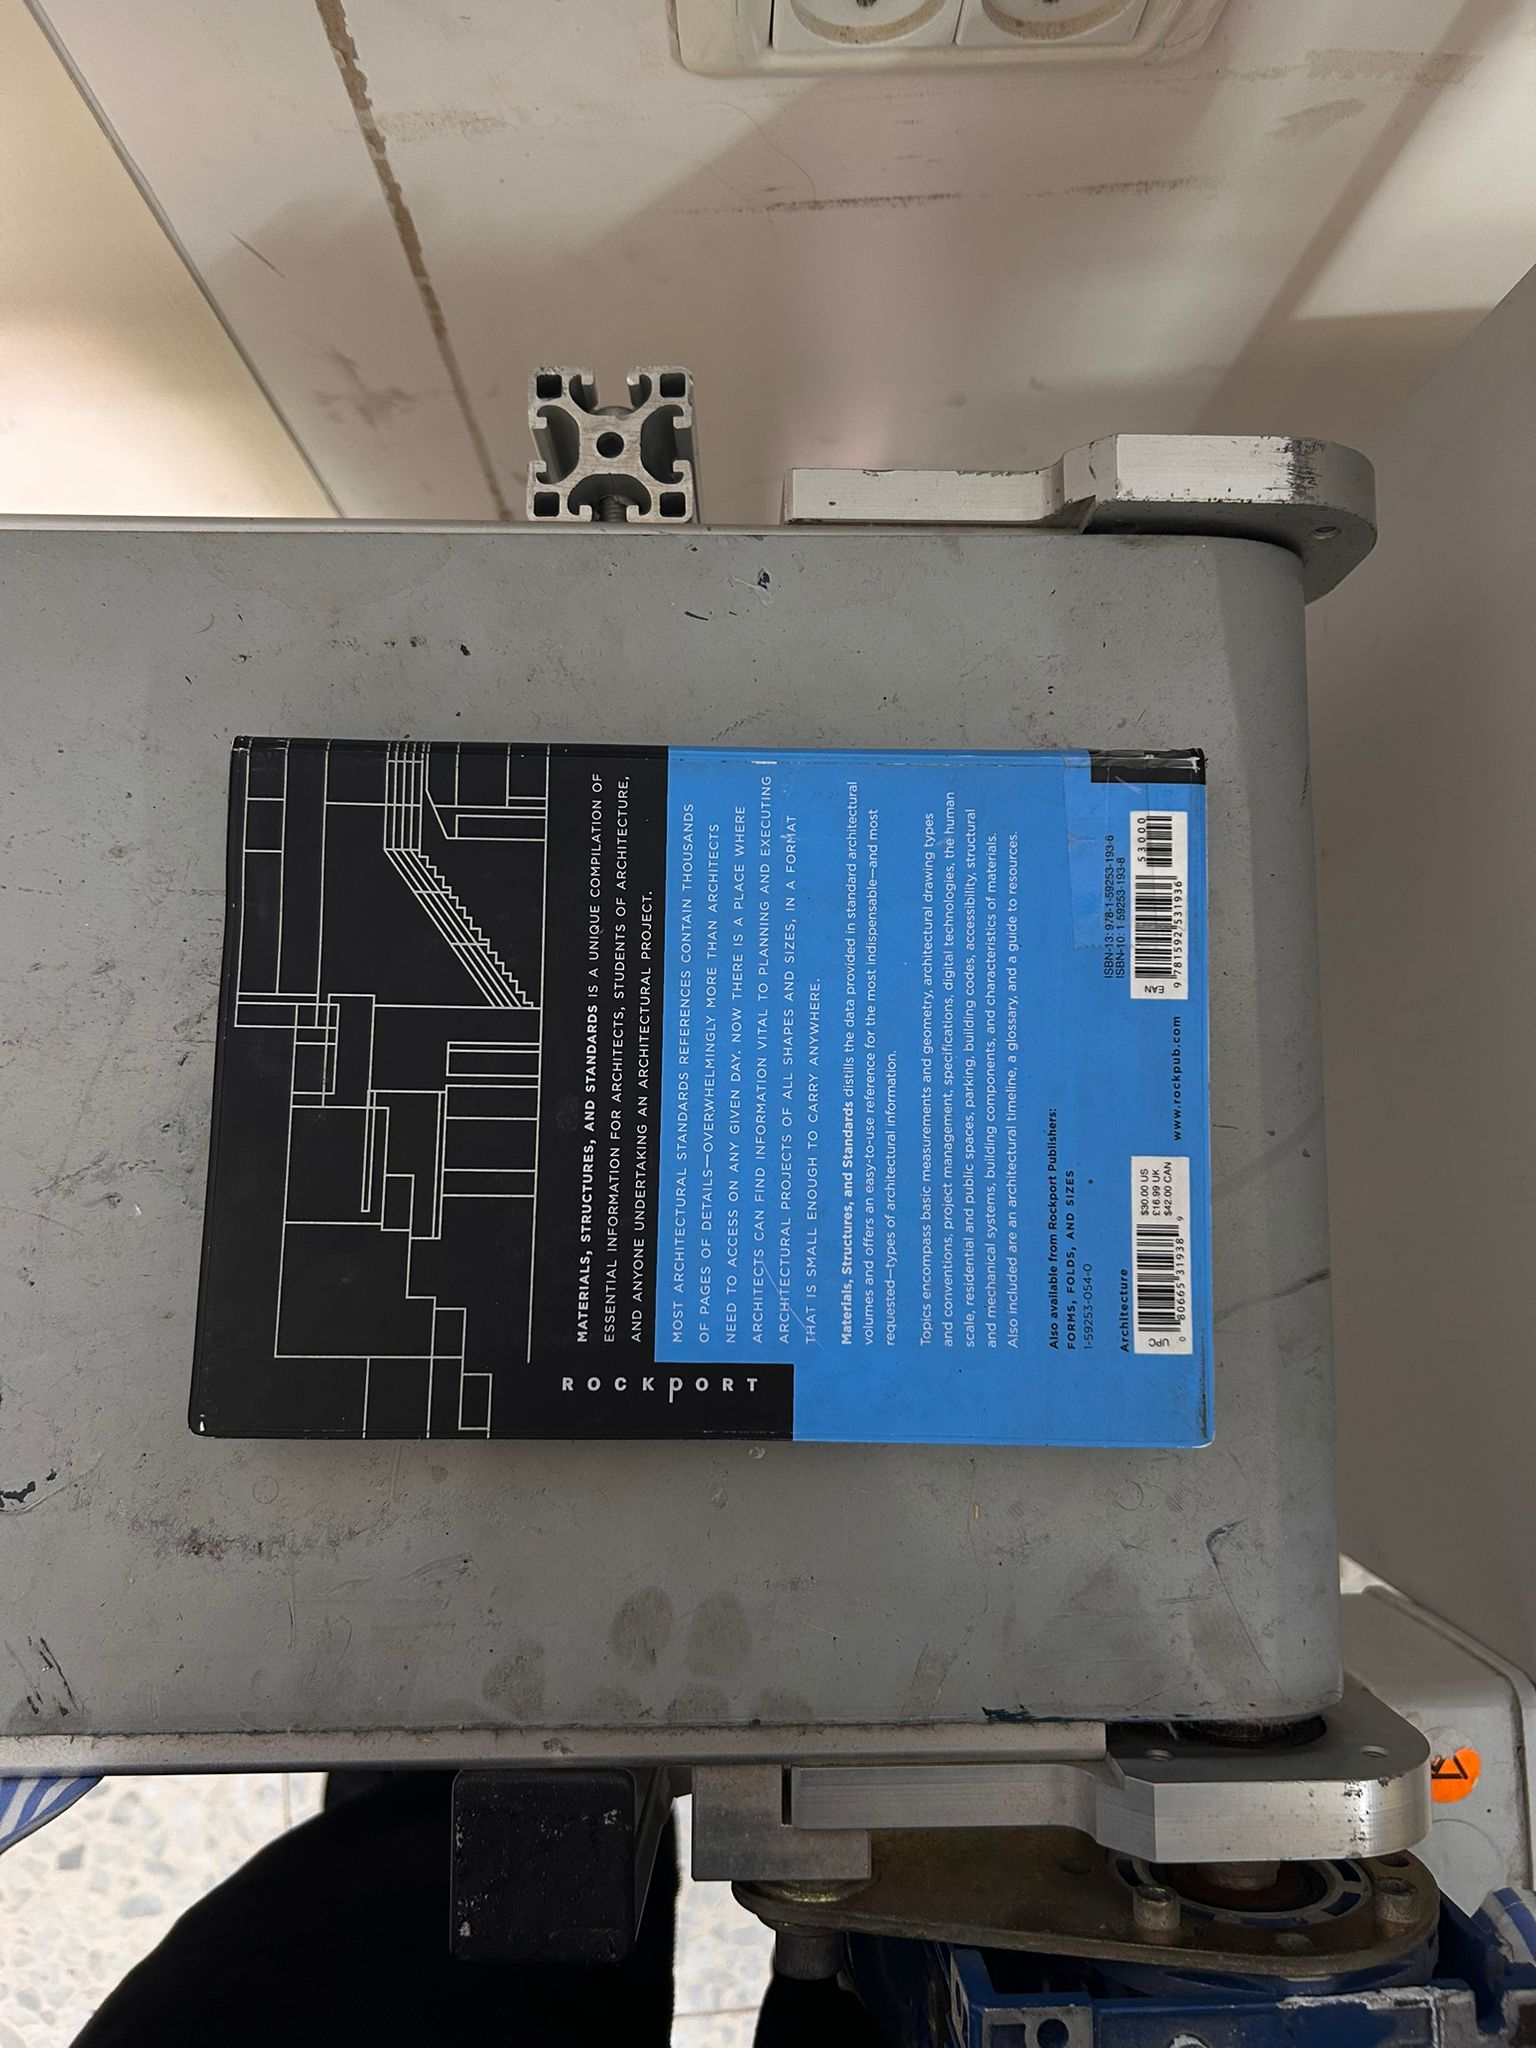 MATERIALS, STRUCTURES, AND STANDARDS IS A UNIQUE COMPILATION OF
ESSENTIAL INFORMATION FOR ARCHITECTS, STUDENTS OF ARCHITECTURE,
AND ANYONE UNDERTAKING AN ARCHITECTURAL PROJECT.
MOST ARCHITECTURAL STANDARDS REFERENCES CONTAIN THOUSANDS
OF PAGES OF DETAILS—OVERWHELMINGLY MORE THAN ARCHITECTS
NEED TO ACCESS ON ANY GIVEN DAY. NOW THERE IS A PLACE WHERE
ARCHITECTS CAN FIND INFORMATION VITAL TO PLANNING AND EXECUTING
ARCHITECTURAL PROJECTS OF ALL SHAPES AND SIZES, IN A FORMAT
THAT IS SMALL ENOUGH TO CARRY ANYWHERE.
Materials, Structures, and Standards distills the data provided in standard architectural
volumes and offers an easy-to-use reference for the most indispensable—and most
requested—types of architectural information.
Topics encompass basic measurements and geometry, architectural drawing types
and conventions, project management, specifications, digital technologies, the human
scale, residential and public spaces, parking, building codes, accessibility, structural
and mechanical systems, building components, and characteristics of materials.
Also included are an architectural timeline, a glossary, and a guide to resources.
Also available from Rockport Publishers:
FORMS, FOLDS, AND SIZES
1-59253-054-0
Architecture
UPC
0 80665 31938 9
$30.00 US
£16.99 UK
$42.00 CAN
www.rockpub.com
ISBN-13: 978-1-59253-193-6
ISBN-10: 1-59253-193-8
EAN
9 781592 531936
53000
ROCKPORT